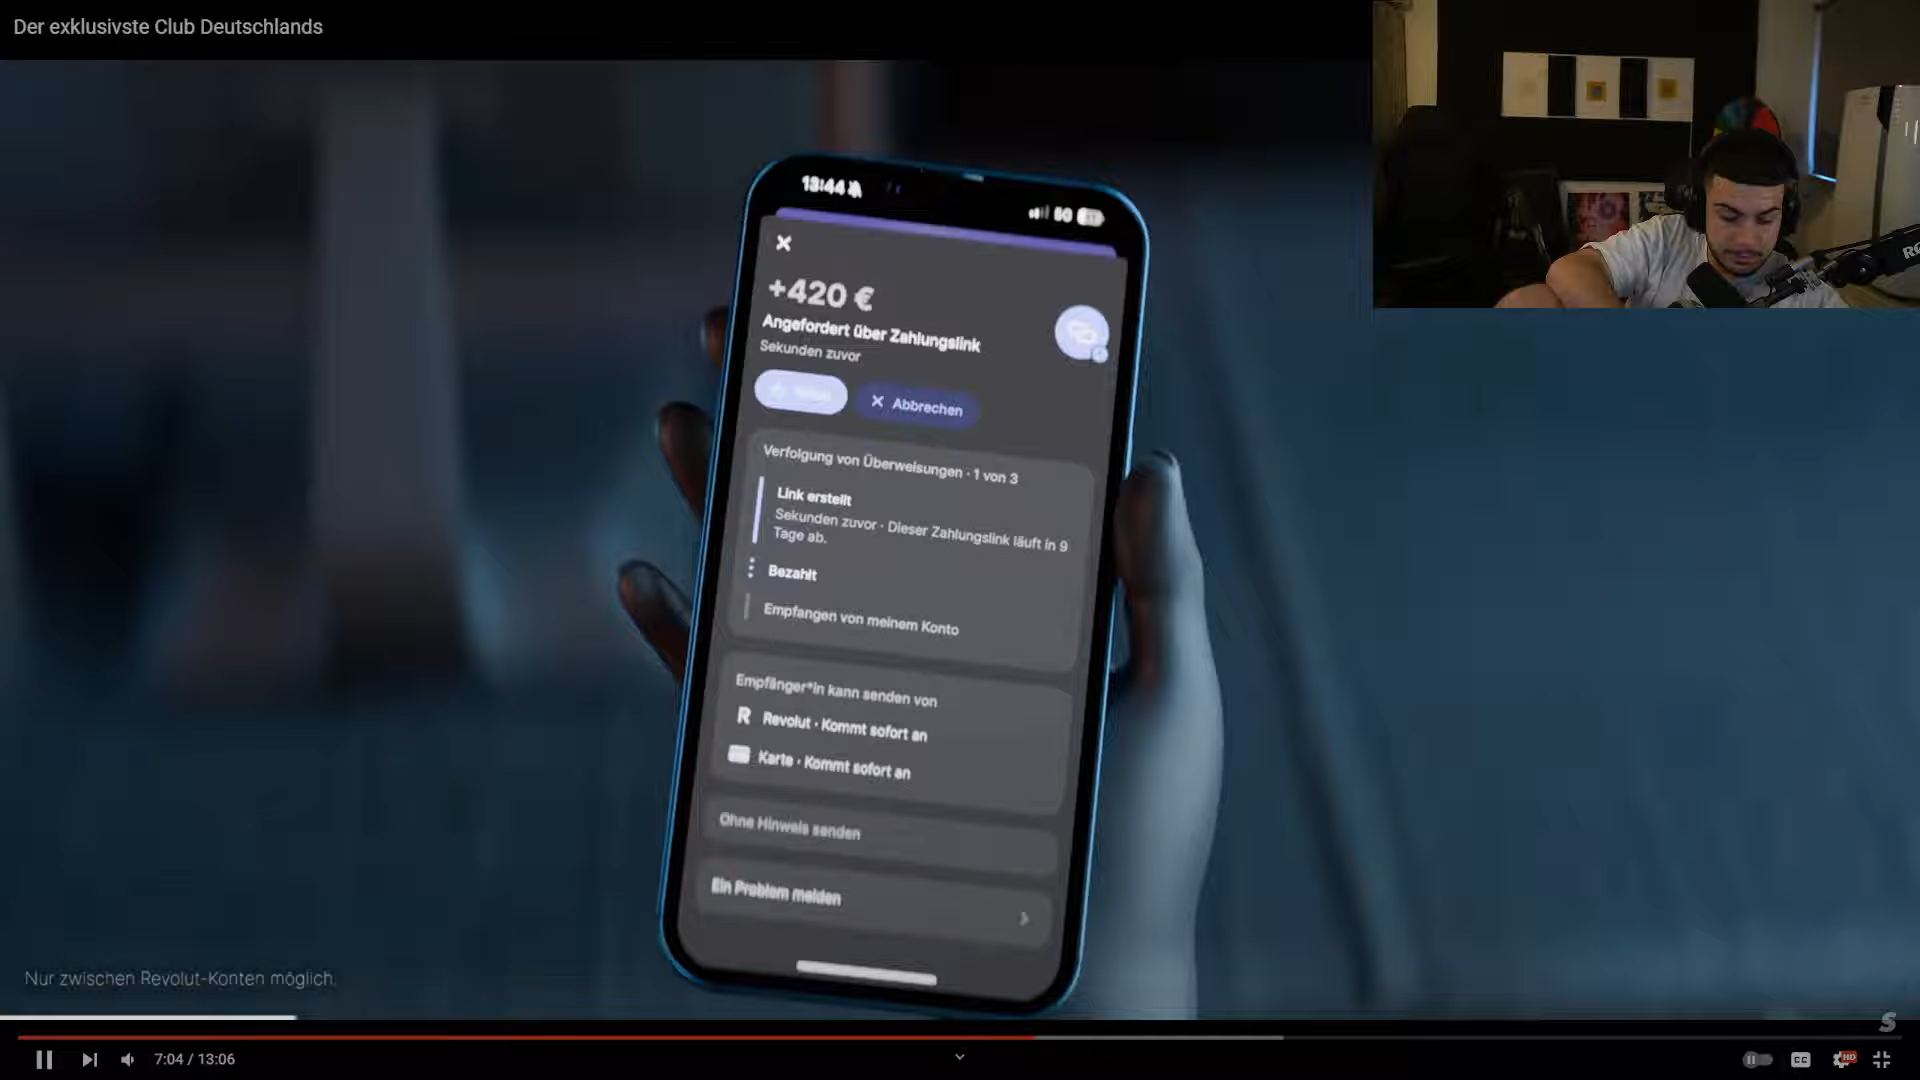 Der exklusivste Club Deutschlands
13:44
+420 €
Angefordert über Zahlungslink
Sekunden zuvor
Abbrechen
Verfolgung von Überweisungen · 1 von 3
Link erstellt
Sekunden zuvor · Dieser Zahlungslink läuft in 9
Tage ab.
Bezahlt
Empfangen von meinem Konto
Empfänger*in kann senden von
R Revolut · Kommt sofort an
Karte · Kommt sofort an
Ohne Hinweis senden
Ein Problem melden
Nur zwischen Revolut-Konten möglich.
7:04 / 13:06
CC
HD